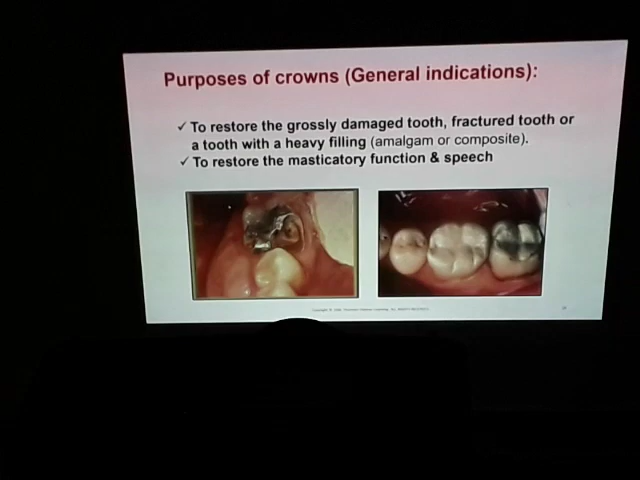 Purposes of crowns (General indications):
✓ To restore the grossly damaged tooth, fractured tooth or
a tooth with a heavy filling (amalgam or composite).
✓ To restore the masticatory function & speech